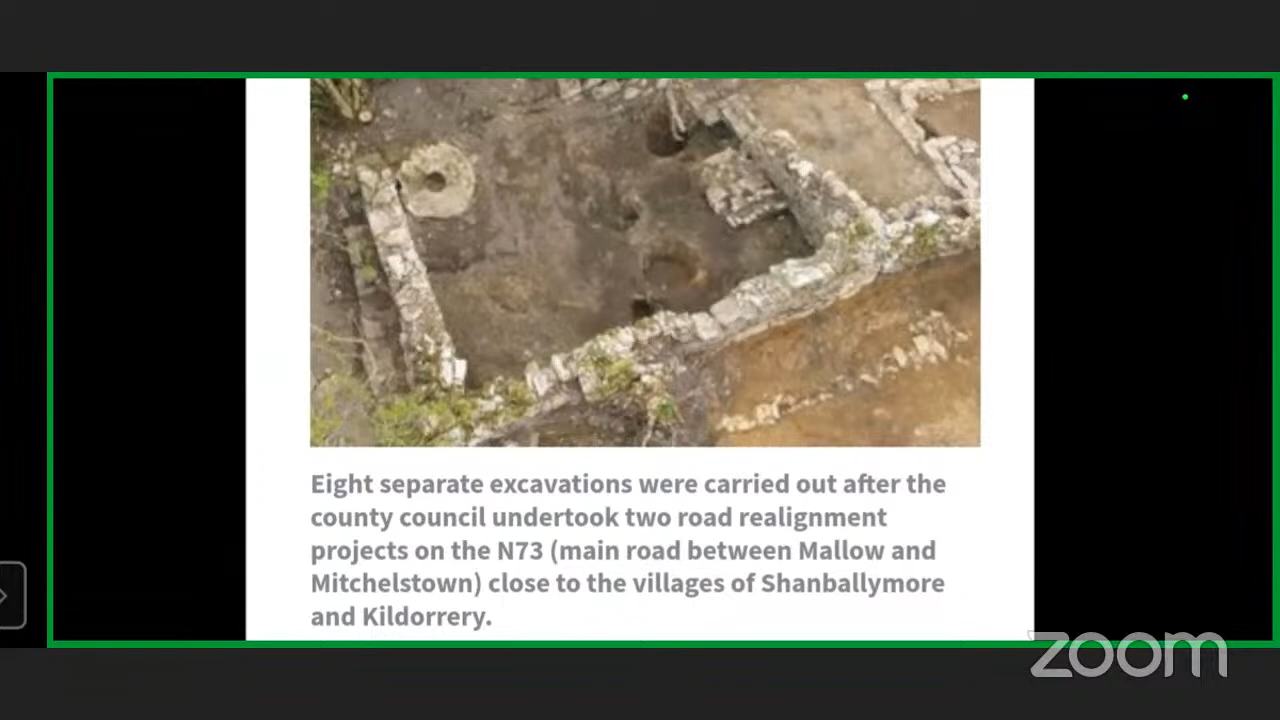 Eight separate excavations were carried out after the
county council undertook two road realignment
projects on the N73 (main road between Mallow and
Mitchelstown) close to the villages of Shanballymore
and Kildorrery.
zoom